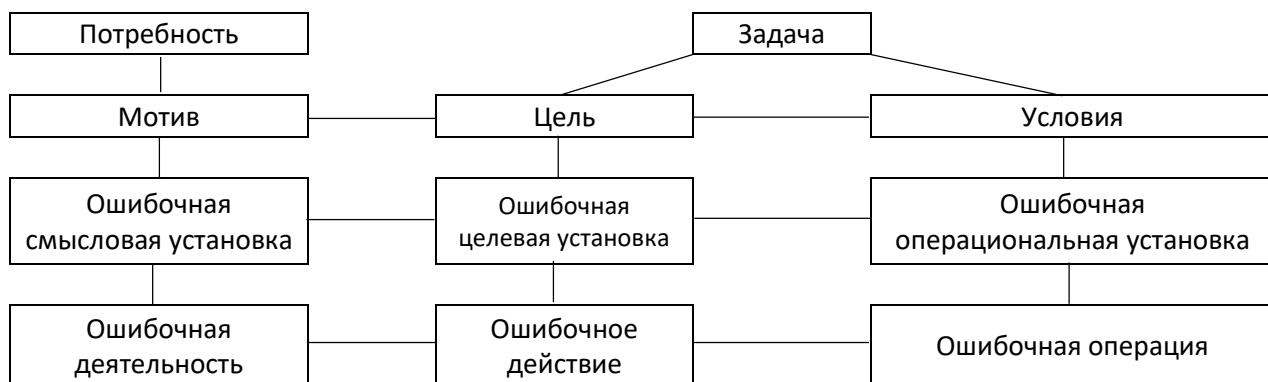 Потребность
Задача
Мотив
Цель
Условия
Ошибочная
смысловая установка
Ошибочная
целевая установка
Ошибочная
операциональная установка
Ошибочная
деятельность
Ошибочное
действие
Ошибочная операция